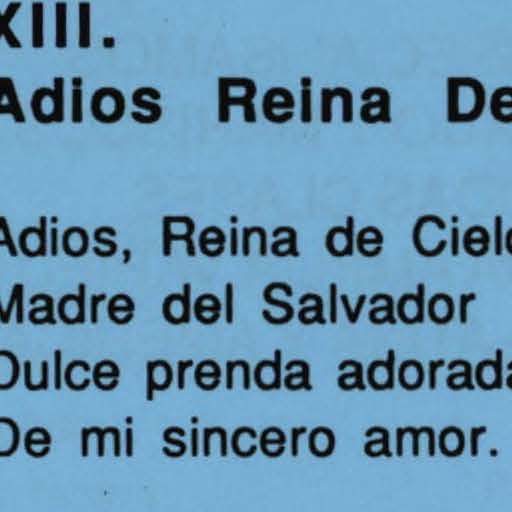 XIII.
Adios Reina De
Adios, Reina de Cielo
Madre del Salvador
Dulce prenda adorada
De mi sincero amor.